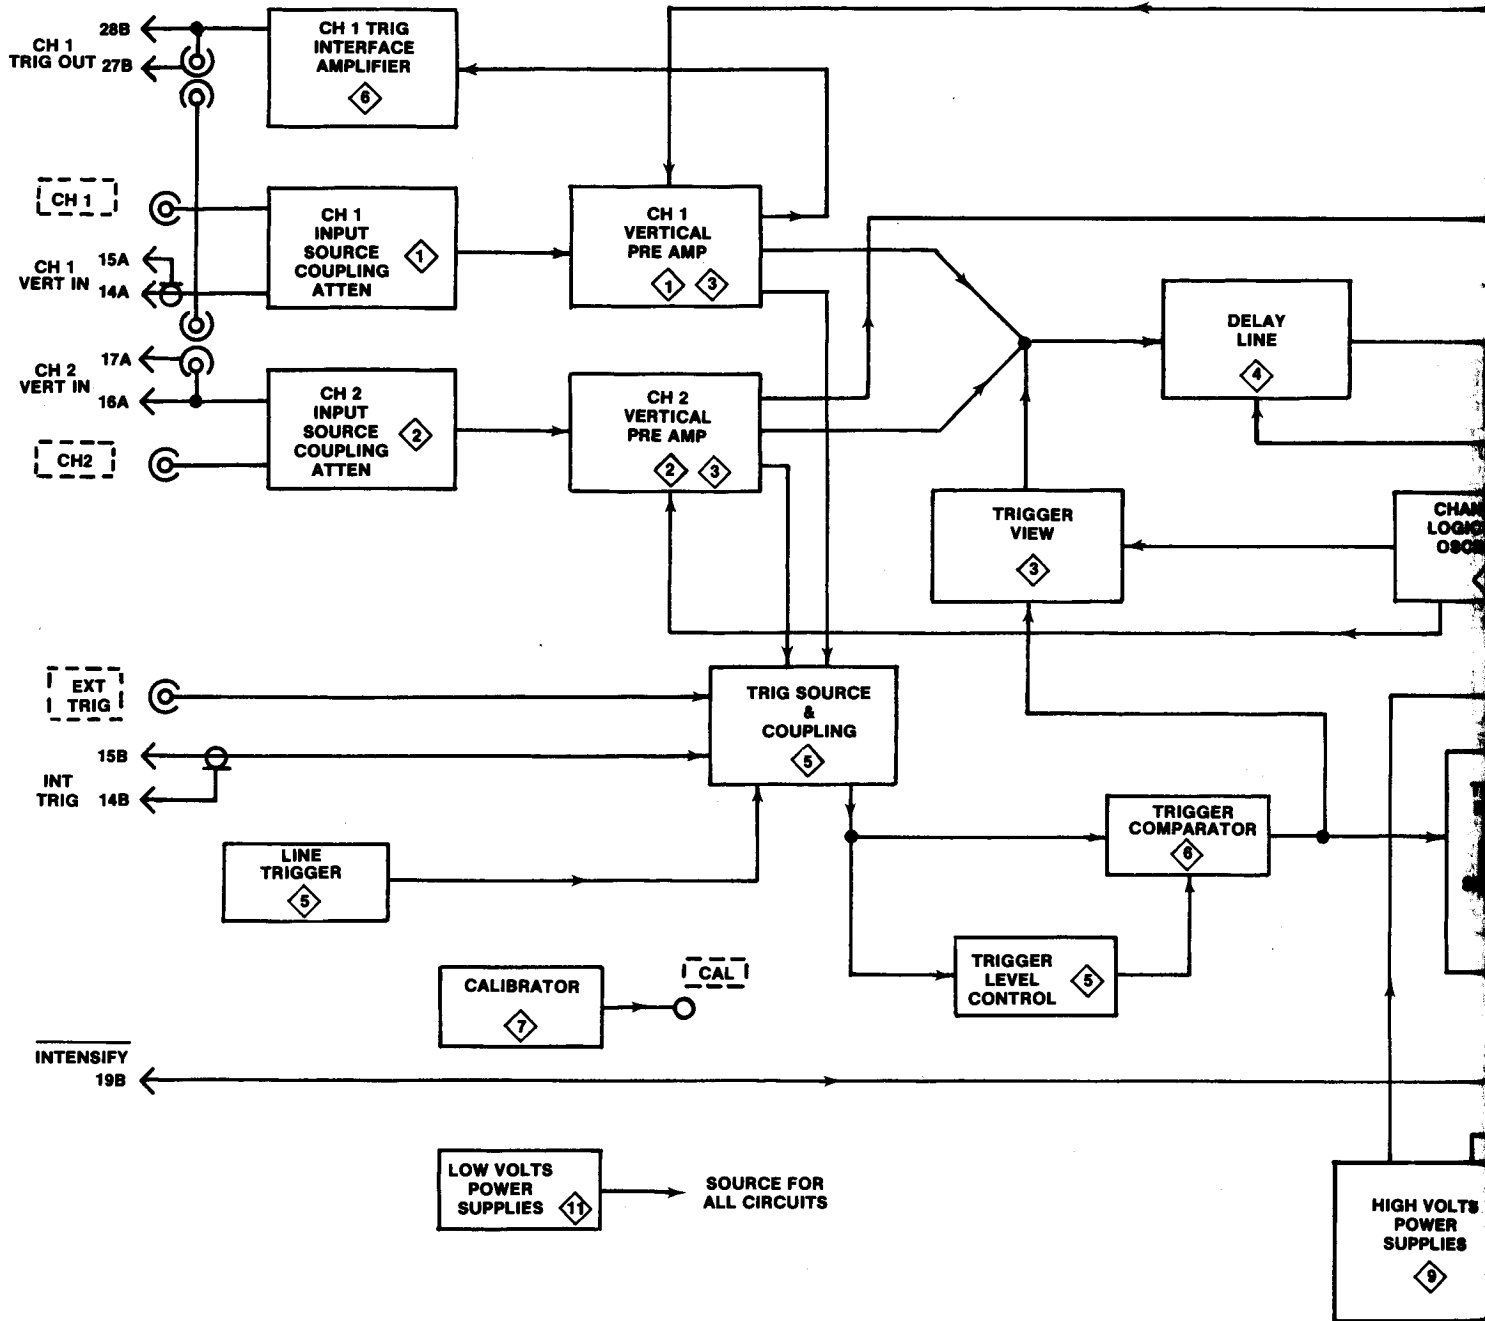 28B
CH 1
TRIG OUT
27B
CH 1 TRIG
INTERFACE
AMPLIFIER
6
CH 1
15A
CH 1
VERT IN
14A
CH 1
INPUT
SOURCE
COUPLING
ATTEN
1
CH 1
VERTICAL
PRE AMP
1 3
DELAY
LINE
4
17A
CH 2
VERT IN
16A
CH2
CH 2
INPUT
SOURCE
COUPLING
ATTEN
2
CH 2
VERTICAL
PRE AMP
2 3
TRIGGER
VIEW
3
EXT
TRIG
15B
INT
TRIG
14B
TRIG SOURCE
&
COUPLING
5
LINE
TRIGGER
5
TRIGGER
COMPARATOR
6
TRIGGER
LEVEL
CONTROL
5
CALIBRATOR
7
CAL
INTENSIFY
19B
LOW VOLTS
POWER
SUPPLIES
11
SOURCE FOR
ALL CIRCUITS
HIGH VOLTS
POWER
SUPPLIES
9